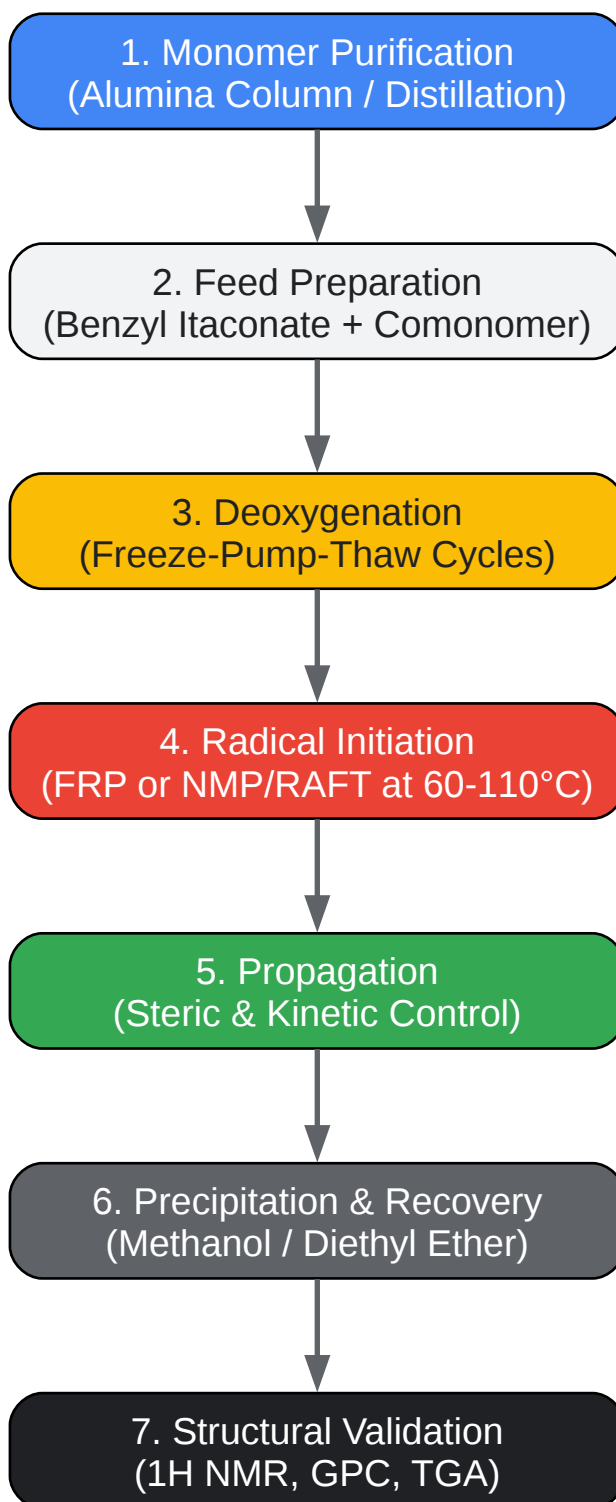 1. Monomer Purification
(Alumina Column / Distillation)
2. Feed Preparation
(Benzyl Itaconate + Comonomer)
3. Deoxygenation
(Freeze-Pump-Thaw Cycles)
4. Radical Initiation
(FRP or NMP/RAFT at 60-110°C)
5. Propagation
(Steric & Kinetic Control)
6. Precipitation & Recovery
(Methanol / Diethyl Ether)
7. Structural Validation
(1H NMR, GPC, TGA)